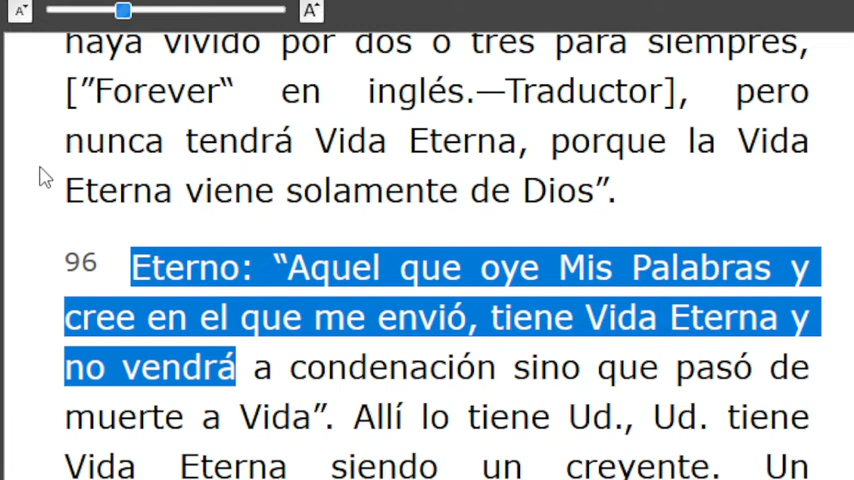 A A
haya vivido por dos o tres para siempres,
["Forever“ en inglés.—Traductor], pero
nunca tendrá Vida Eterna, porque la Vida
Eterna viene solamente de Dios”.
96 Eterno: “Aquel que oye Mis Palabras y
cree en el que me envió, tiene Vida Eterna y
no vendrá a condenación sino que pasó de
muerte a Vida”. Allí lo tiene Ud., Ud. tiene
Vida Eterna siendo un creyente. Un